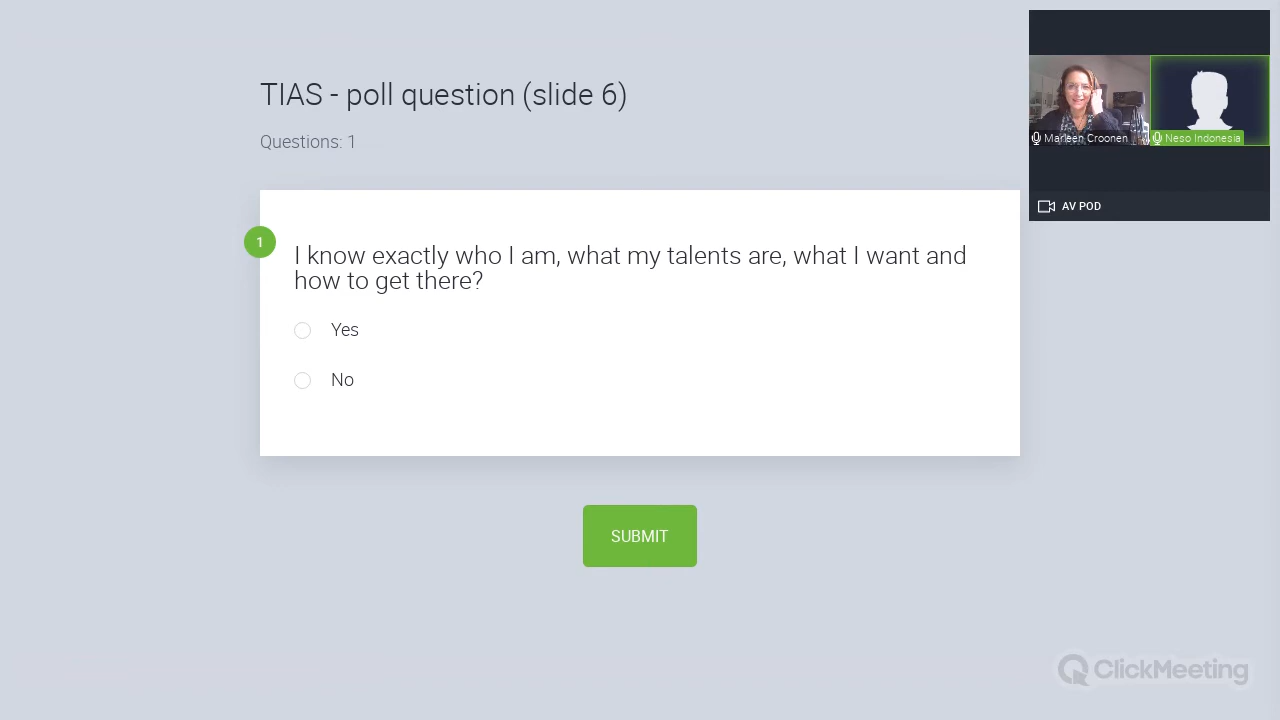 TIAS - poll question (slide 6)
Questions: 1
1
I know exactly who I am, what my talents are, what I want and
how to get there?
Yes
No
SUBMIT
Marleen Croonen
Neso Indonesia
AV POD
ClickMeeting